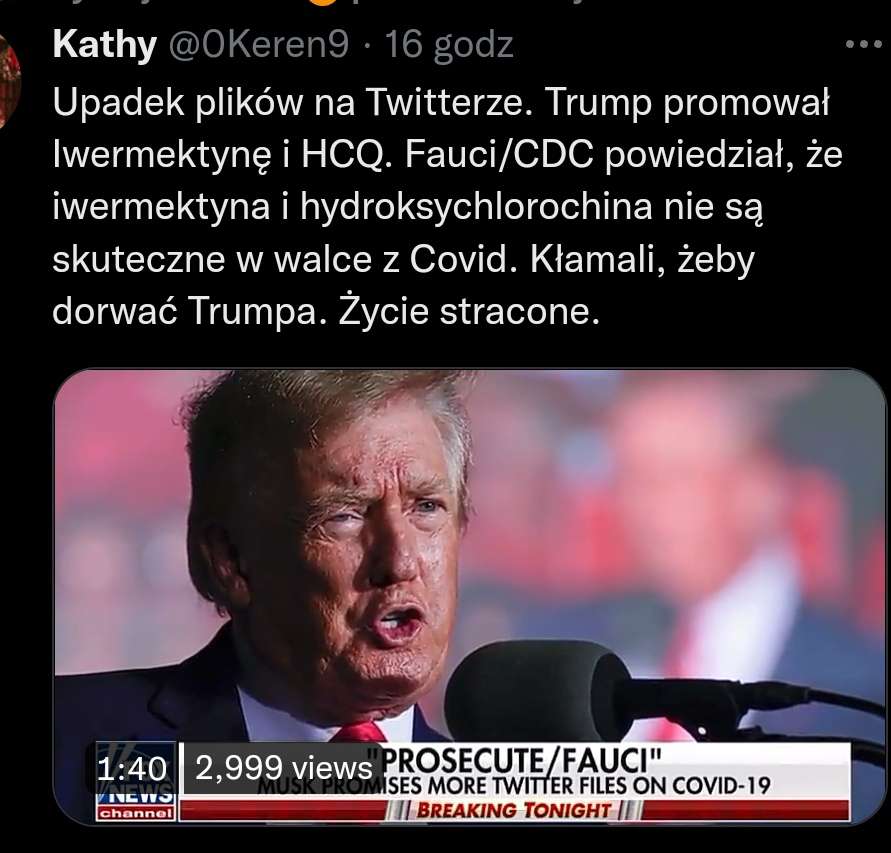 Kathy @0Keren9 · 16 godz
Upadek plików na Twitterze. Trump promował
Iwermektynę i HCQ. Fauci/CDC powiedział, że
iwermektyna i hydroksychlorochina nie są
skuteczne w walce z Covid. Kłamali, żeby
dorwać Trumpa. Życie stracone.
1:40 2,999 views
"PROSECUTE/FAUCI"
MUSK PROMISES MORE TWITTER FILES ON COVID-19
NEWS
channel
BREAKING TONIGHT